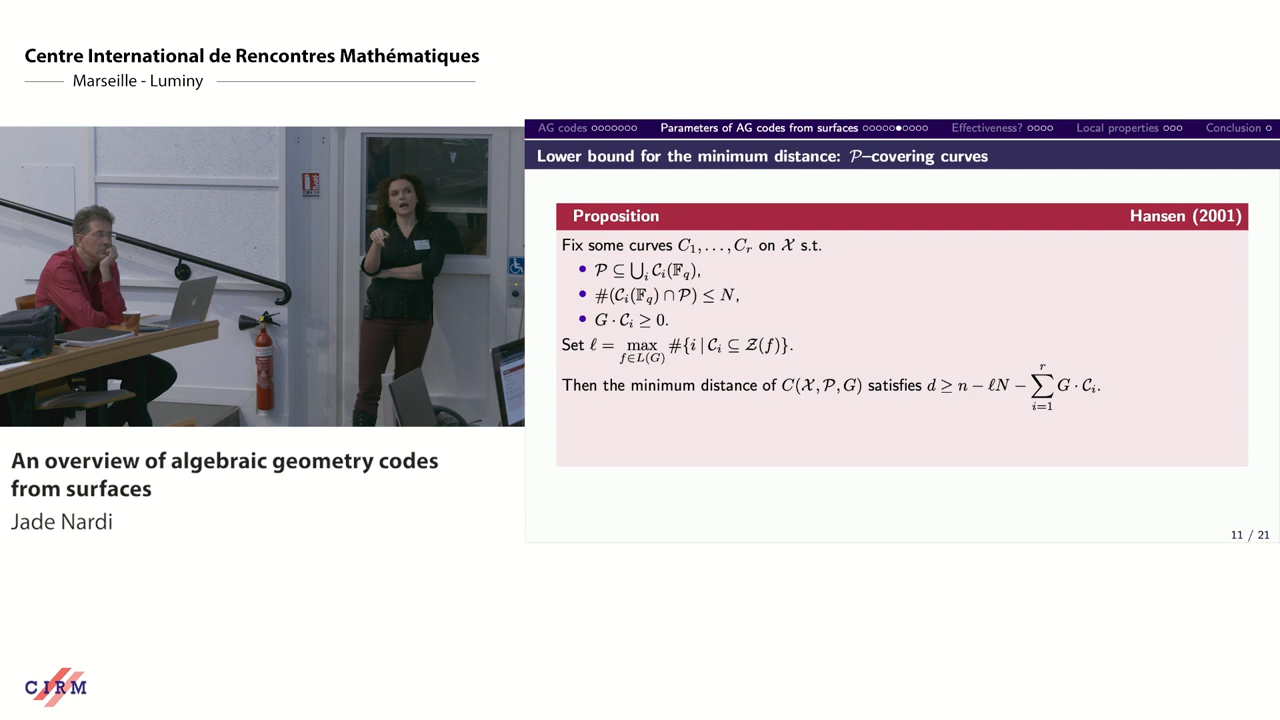 Centre International de Rencontres Mathématiques
Marseille - Luminy
AG codes Parameters of AG codes from surfaces Effectiveness? Local properties Conclusion
Lower bound for the minimum distance: 𝒫–covering curves
Proposition Hansen (2001)
Fix some curves C₁, . . . , Cᵣ on 𝒳 s.t.
• 𝒫 ⊆ ⋃ᵢ 𝒞ᵢ(𝔽_q),
• #(𝒞ᵢ(𝔽_q) ∩ 𝒫) ≤ N,
• G · 𝒞ᵢ ≥ 0.
Set ℓ = max_{f∈L(G)} #{i | 𝒞ᵢ ⊆ 𝒵(f)}.
Then the minimum distance of C(𝒳, 𝒫, G) satisfies d ≥ n − ℓN − ∑_{i=1}^{r} G · 𝒞ᵢ.
11 / 21
An overview of algebraic geometry codes
from surfaces
Jade Nardi
CIRM